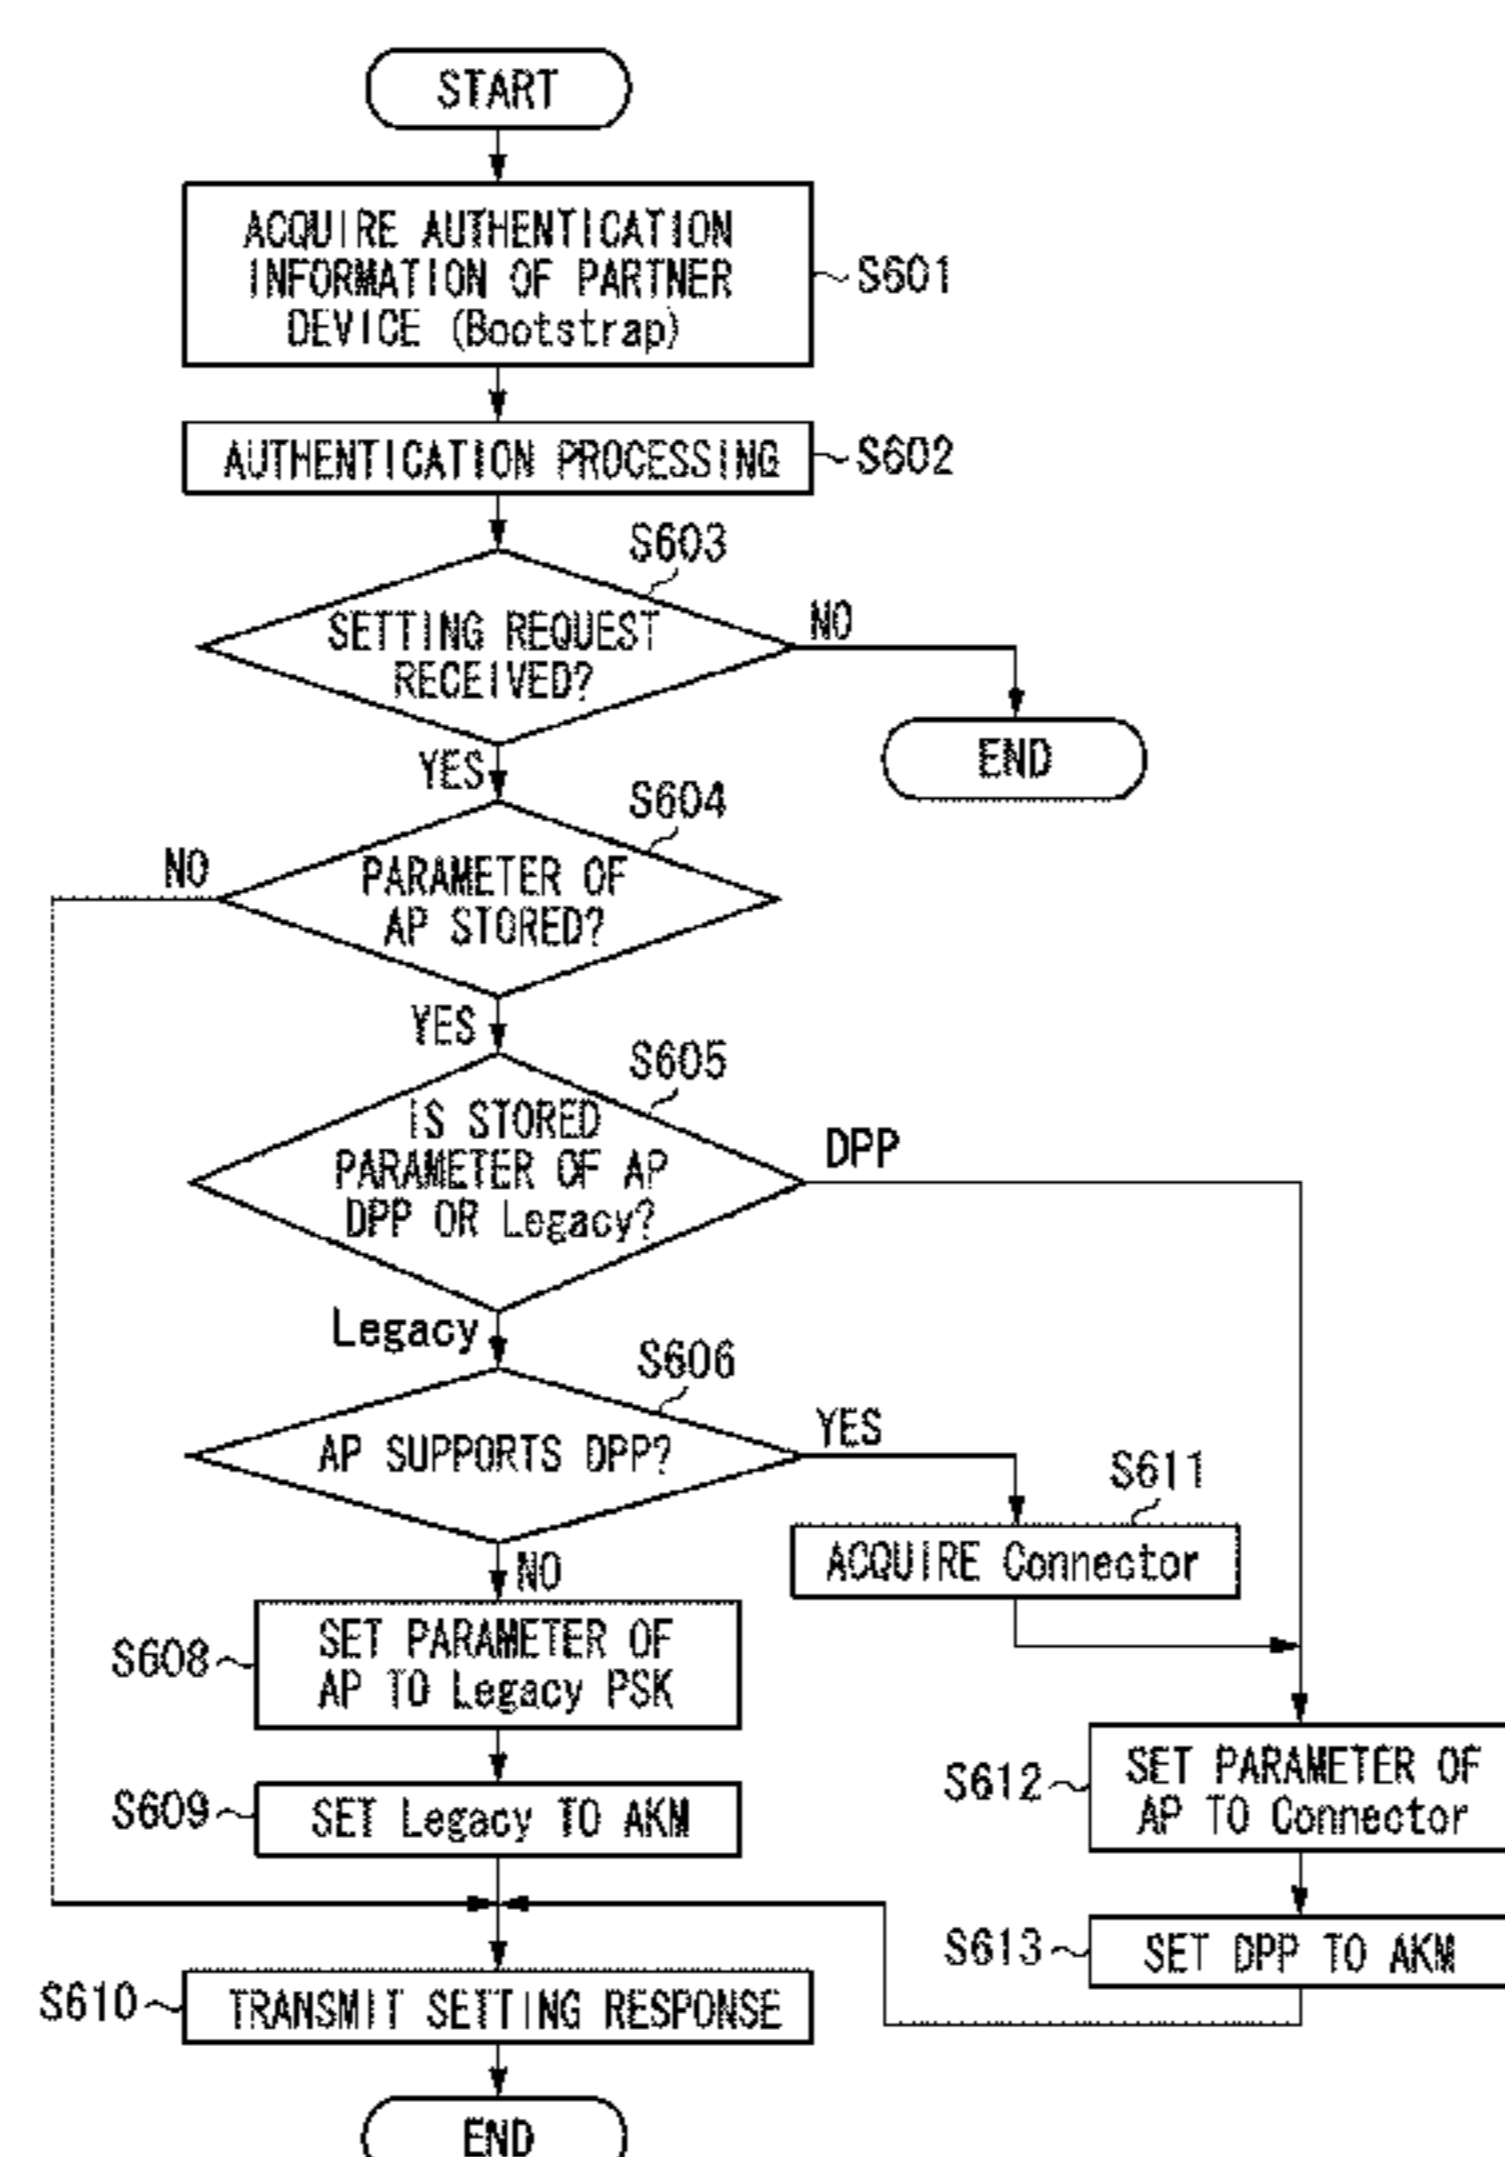 START
ACQUIRE AUTHENTICATION
INFORMATION OF PARTNER
DEVICE (Bootstrap)
S601
AUTHENTICATION PROCESSING
S602
S603
SETTING REQUEST
RECEIVED?
NO
END
YES
S604
NO
PARAMETER OF
AP STORED?
YES
S605
IS STORED
PARAMETER OF AP
DPP OR Legacy?
DPP
Legacy
S606
AP SUPPORTS DPP?
YES
S611
ACQUIRE Connector
NO
S608
SET PARAMETER OF
AP TO Legacy PSK
S612
SET PARAMETER OF
AP TO Connector
S609
SET Legacy TO AKM
S613
SET DPP TO AKM
S610
TRANSMIT SETTING RESPONSE
END